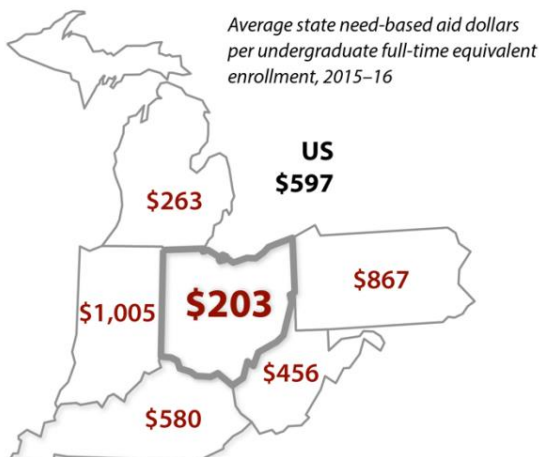 Average state need-based aid dollars
per undergraduate full-time equivalent
enrollment, 2015–16
US
$597
$263
$1,005
$203
$867
$456
$580